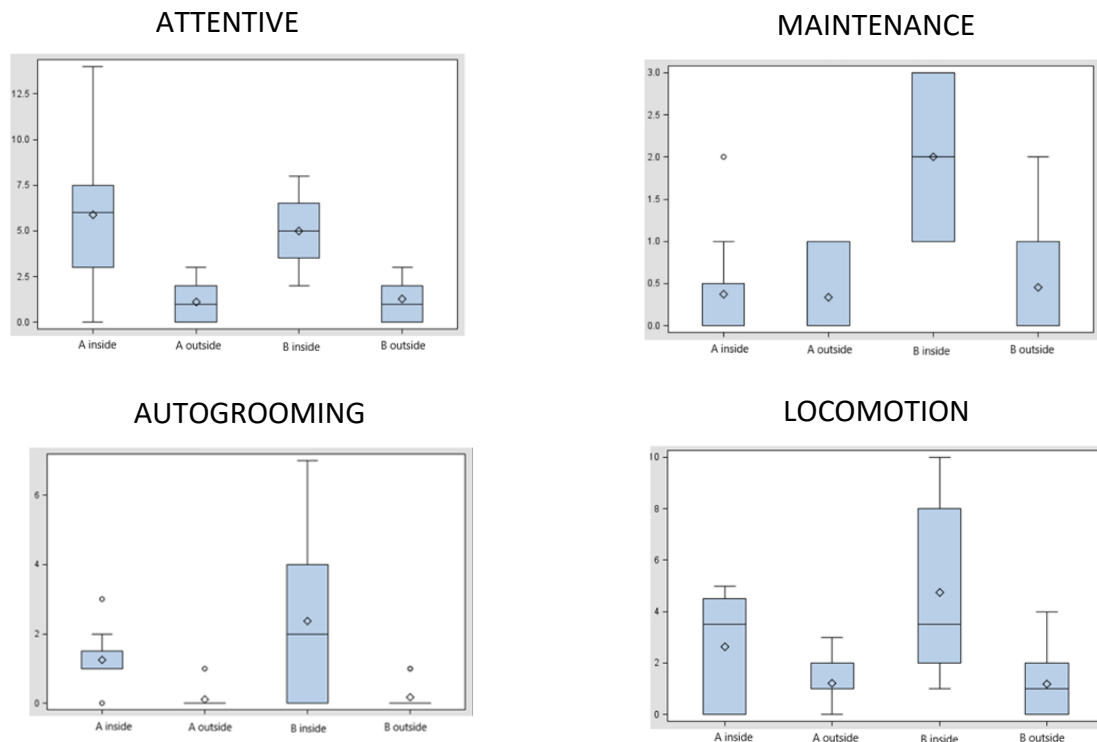 ATTENTIVE
12.5
10.0
7.5
5.0
2.5
0.0
A inside A outside B inside B outside
MAINTENANCE
3.0
2.5
2.0
1.5
1.0
0.5
0.0
A inside A outside B inside B outside
AUTOGROOMING
6
4
2
0
A inside A outside B inside B outside
LOCOMOTION
10
8
6
4
2
0
A inside A outside B inside B outside